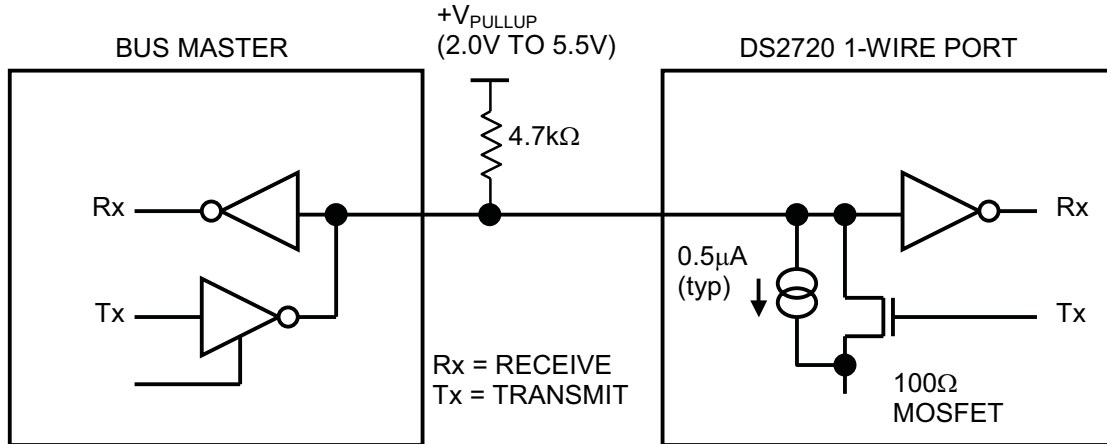 +VPULLUP
(2.0V TO 5.5V)
BUS MASTER
DS2720 1-WIRE PORT
4.7kΩ
Rx
Rx
0.5μA
(typ)
Tx
Tx
Rx = RECEIVE
Tx = TRANSMIT
100Ω
MOSFET